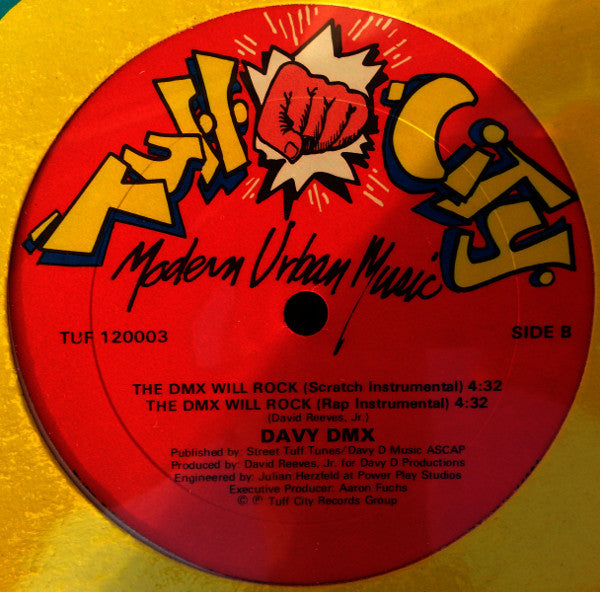 Tuff City
Modern Urban Music
TUF 120003
SIDE B
THE DMX WILL ROCK (Scratch Instrumental) 4:32
THE DMX WILL ROCK (Rap Instrumental) 4:32
(David Reeves, Jr.)
DAVY DMX
Published by: Street Tuff Tunes/Davy D Music ASCAP
Produced by: David Reeves, Jr. for Davy D Productions
Engineered by: Julian Herzfeld at Power Play Studios
Executive Producer: Aaron Fuchs
© ℗ Tuff City Records Group